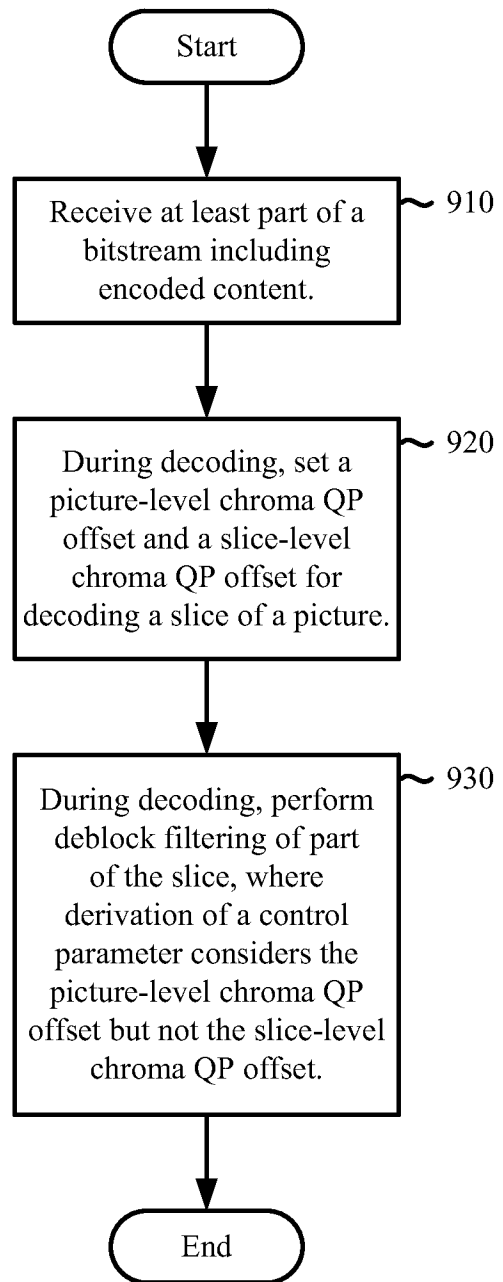 Start
910
Receive at least part of a
bitstream including
encoded content.
920
During decoding, set a
picture-level chroma QP
offset and a slice-level
chroma QP offset for
decoding a slice of a picture.
930
During decoding, perform
deblock filtering of part
of the slice, where
derivation of a control
parameter considers the
picture-level chroma QP
offset but not the slice-level
chroma QP offset.
End